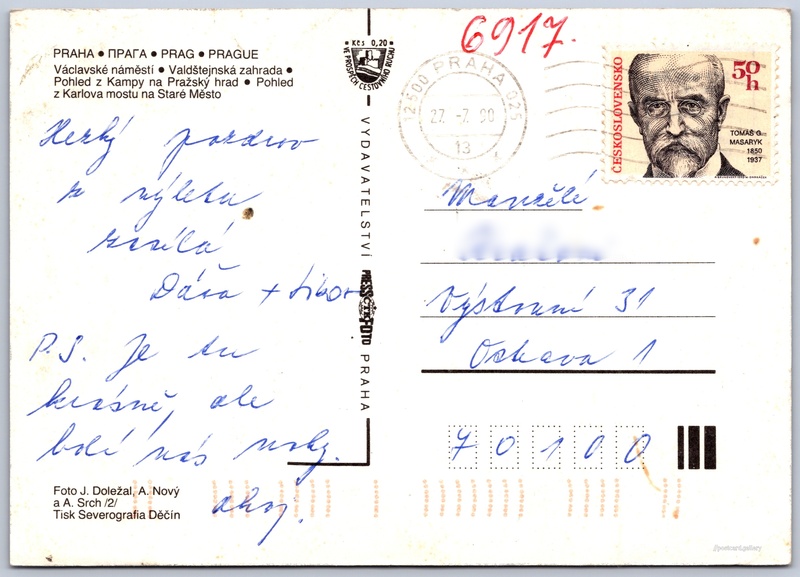 PRAHA • ПРАГА • PRAG • PRAGUE
Václavské náměstí • Valdštejnská zahrada •
Pohled z Kampy na Pražský hrad • Pohled
z Karlova mostu na Staré Město
Hezký pozdrav
z výletu
zasílá
Dáša + Libor
P.S. Je tu
krásně, ale
bolí nás nohy.
ahoj.
Foto J. Doležal, A. Nový
a A. Srch /2/
Tisk Severografia Děčín
Kčs 0,20
VE PROSPĚCH CESTOVNÍHO RUCHU
VYDAVATELSTVÍ
PRESSFOTO
PRAHA
6917.
12500 PRAHA 025
27.-7.90
13
ČESKOSLOVENSKO
50h
TOMÁŠ G.
MASARYK
1850
1937
Manželé
Výstavní 31
Ostrava 1
70100